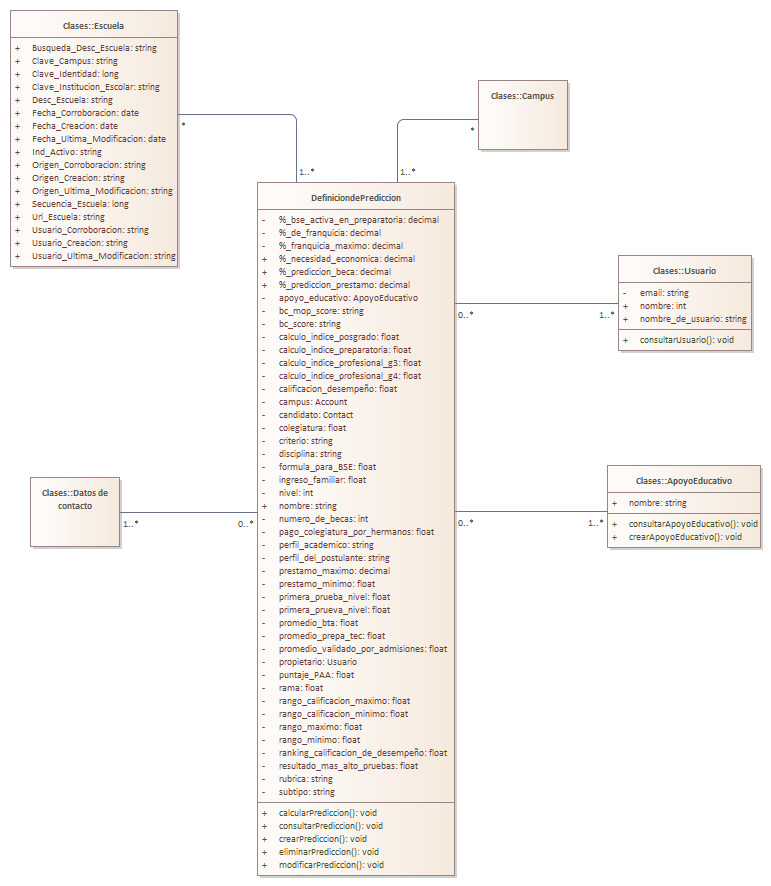 Clases::Escuela
+ Busqueda_Desc_Escuela: string
+ Clave_Campus: string
+ Clave_Identidad: long
+ Clave_Institucion_Escolar: string
+ Desc_Escuela: string
+ Fecha_Corroboracion: date
+ Fecha_Creacion: date
+ Fecha_Ultima_Modificacion: date
+ Ind_Activo: string
+ Origen_Corroboracion: string
+ Origen_Creacion: string
+ Origen_Ultima_Modificacion: string
+ Secuencia_Escuela: long
+ Url_Escuela: string
+ Usuario_Corroboracion: string
+ Usuario_Creacion: string
+ Usuario_Ultima_Modificacion: string
*
1..*
Clases::Campus
*
1..*
DefiniciondePrediccion
- %_bse_activa_en_preparatoria: decimal
- %_de_franquicia: decimal
- %_franquicia_maximo: decimal
+ %_necesidad_economica: decimal
+ %_prediccion_beca: decimal
+ %_prediccion_prestamo: decimal
- apoyo_educativo: ApoyoEducativo
- bc_mop_score: string
- bc_score: string
- calculo_indice_posgrado: float
- calculo_indice_preparatoria: float
- calculo_indice_profesional_g3: float
- calculo_indice_profesional_g4: float
- calificacion_desempeño: float
- campus: Account
- candidato: Contact
- colegiatura: float
- criterio: string
- disciplina: string
- formula_para_BSE: float
- ingreso_familiar: float
- nivel: int
+ nombre: string
- numero_de_becas: int
- pago_colegiatura_por_hermanos: float
- perfil_academico: string
- perfil_del_postulante: string
- prestamo_maximo: decimal
- prestamo_minimo: float
- primera_prueba_nivel: float
- primera_prueva_nivel: float
- promedio_bta: float
- promedio_prepa_tec: float
- promedio_validado_por_admisiones: float
- propietario: Usuario
- puntaje_PAA: float
- rama: float
- rango_calificacion_maximo: float
- rango_calificacion_minimo: float
- rango_maximo: float
- rango_minimo: float
- ranking_calificacion_de_desempeño: float
- resultado_mas_alto_pruebas: float
- rubrica: string
- subtipo: string
+ calcularPrediccion(): void
+ consultarPrediccion(): void
+ crearPrediccion(): void
+ eliminarPrediccion(): void
+ modificarPrediccion(): void
Clases::Usuario
- email: string
+ nombre: int
+ nombre_de_usuario: string
+ consultarUsuario(): void
0..*
1..*
Clases::ApoyoEducativo
+ nombre: string
+ consultarApoyoEducativo(): void
+ crearApoyoEducativo(): void
0..*
1..*
Clases::Datos de
contacto
1..*
0..*